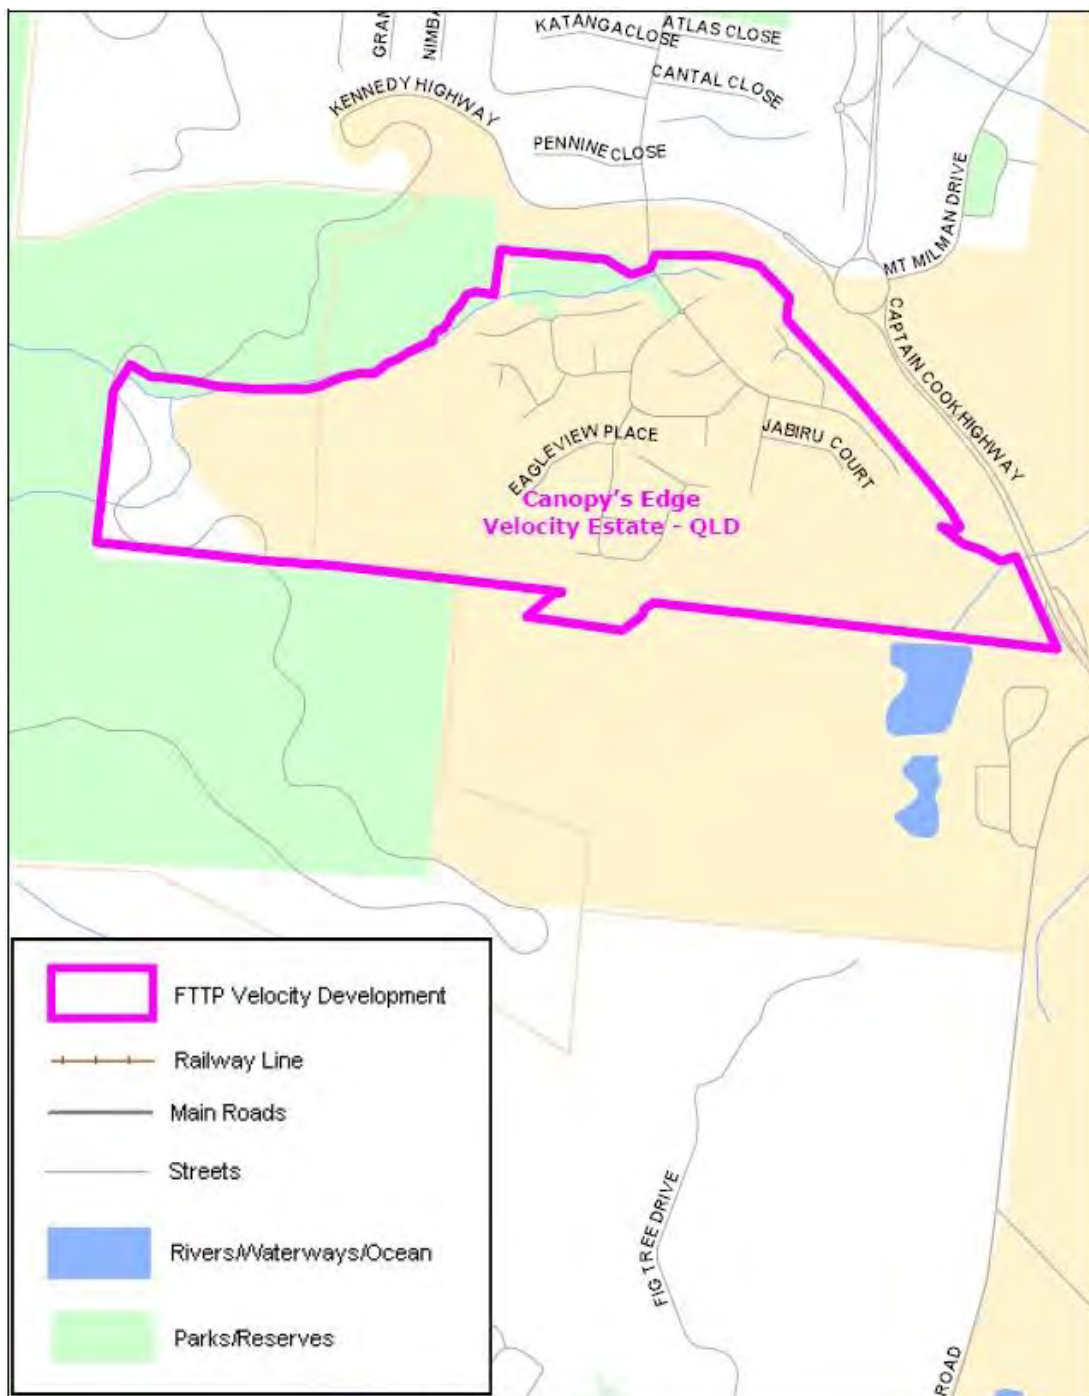 GRAN
NIMBA
KATANGA CLOSE
ATLAS CLOSE
CANTAL CLOSE
KENNEDY HIGHWAY
PENNINE CLOSE
MT MILMAN DRIVE
CAPTAIN COOK HIGHWAY
EAGLEVIEW PLACE
JABIRU COURT
Canopy's Edge
Velocity Estate - QLD
FTTP Velocity Development
Railway Line
Main Roads
Streets
Rivers/Waterways/Ocean
Parks/Reserves
FIG TREE DRIVE
ROAD